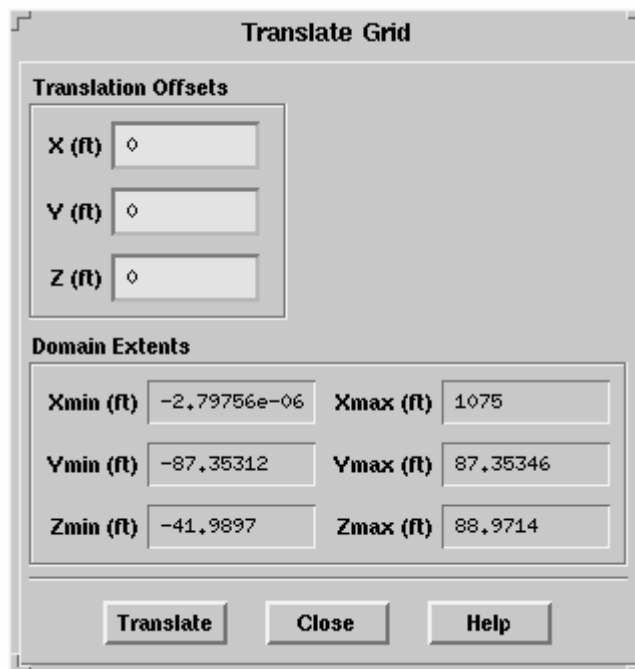 Translate Grid
Translation Offsets
X (ft) 0
Y (ft) 0
Z (ft) 0
Domain Extents
Xmin (ft) -2.79756e-06 Xmax (ft) 1075
Ymin (ft) -87.35312 Ymax (ft) 87.35346
Zmin (ft) -41.9897 Zmax (ft) 88.9714
Translate Close Help